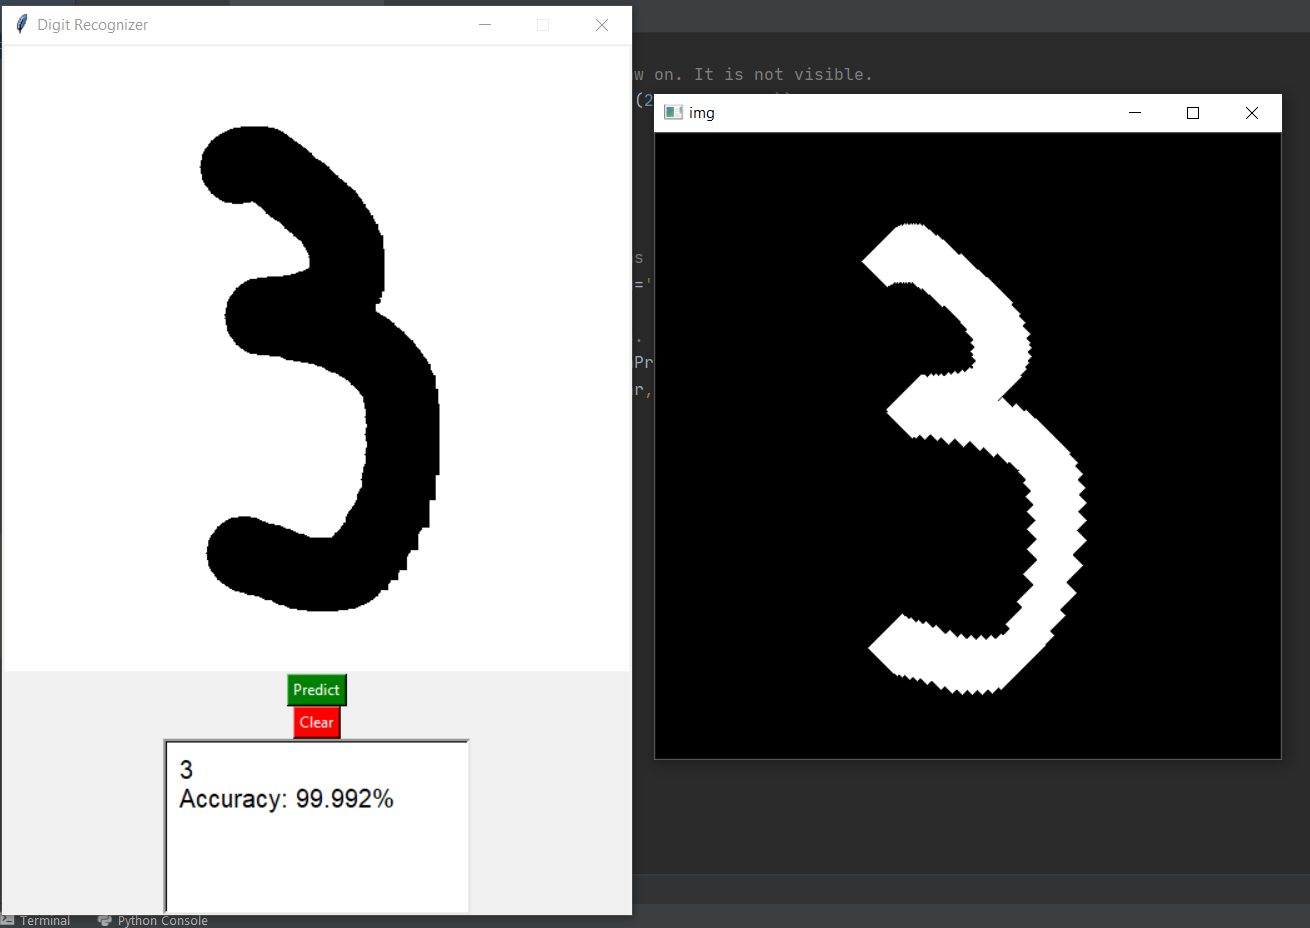 Digit Recognizer
w on. It is not visible.
(2
img
3
s
='
.
Pr
r,
Predict
Clear
3
Accuracy: 99.992%
Terminal
Python Console